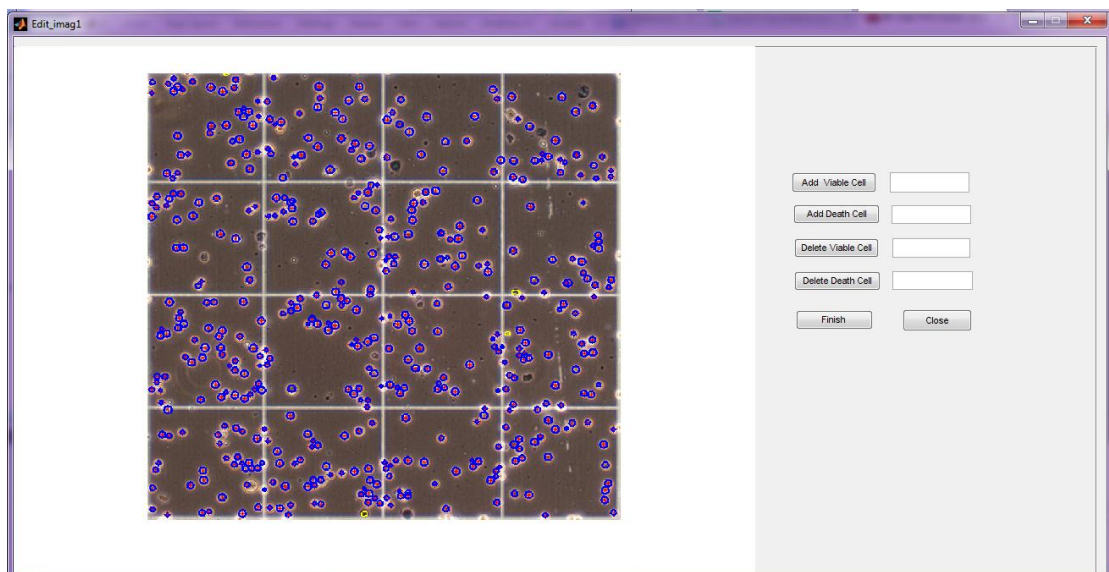 Edit_imag1
Add Viable Cell
Add Death Cell
Delete Viable Cell
Delete Death Cell
Finish Close